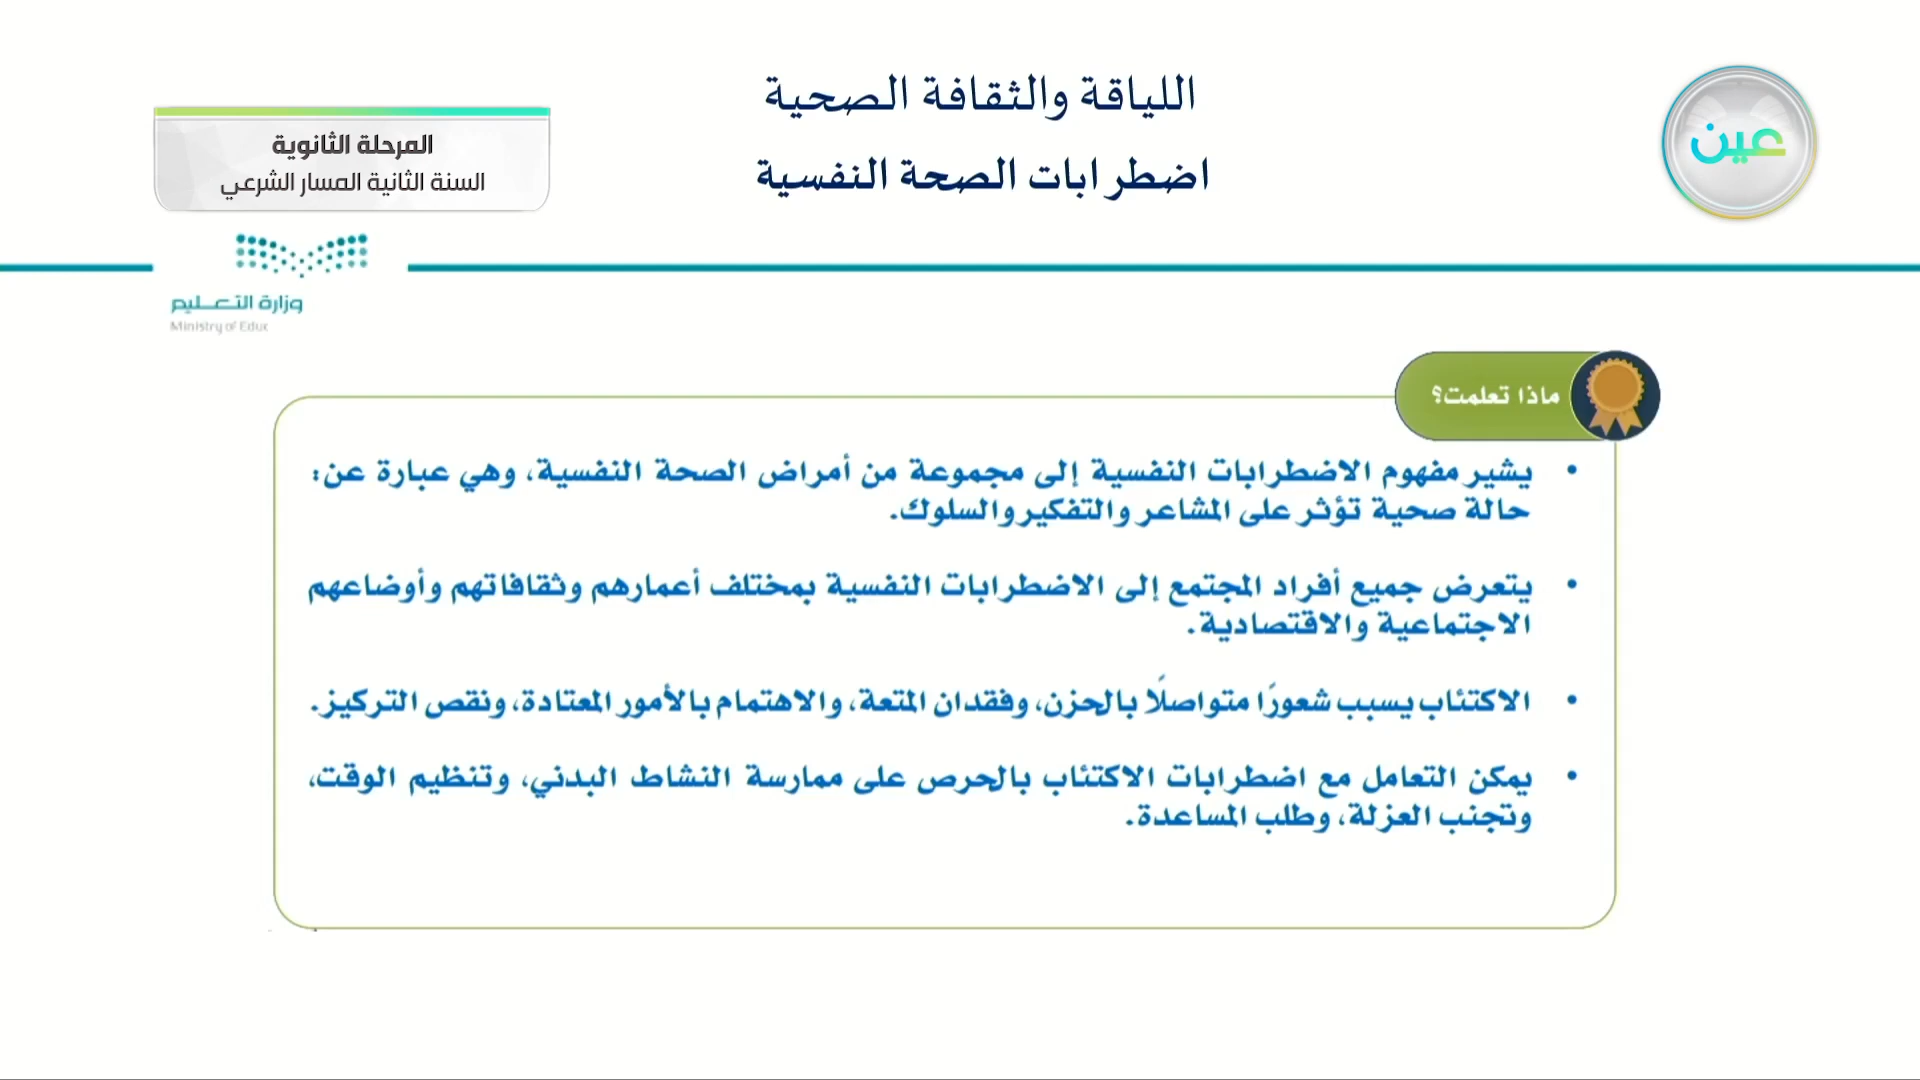 اللياقة والثقافة الصحية
اضطرابات الصحة النفسية
عين
المرحلة الثانوية
السنة الثانية المسار الشرعي
وزارة التعليم
Ministry of Educ
ماذا تعلمت؟
• يشير مفهوم الاضطرابات النفسية إلى مجموعة من أمراض الصحة النفسية، وهي عبارة عن:
حالة صحية تؤثر على المشاعر والتفكير والسلوك.
• يتعرض جميع أفراد المجتمع إلى الاضطرابات النفسية بمختلف أعمارهم وثقافاتهم وأوضاعهم
الاجتماعية والاقتصادية.
• الاكتئاب يسبب شعورًا متواصلًا بالحزن، وفقدان المتعة، والاهتمام بالأمور المعتادة، ونقص التركيز.
• يمكن التعامل مع اضطرابات الاكتئاب بالحرص على ممارسة النشاط البدني، وتنظيم الوقت،
وتجنب العزلة، وطلب المساعدة.